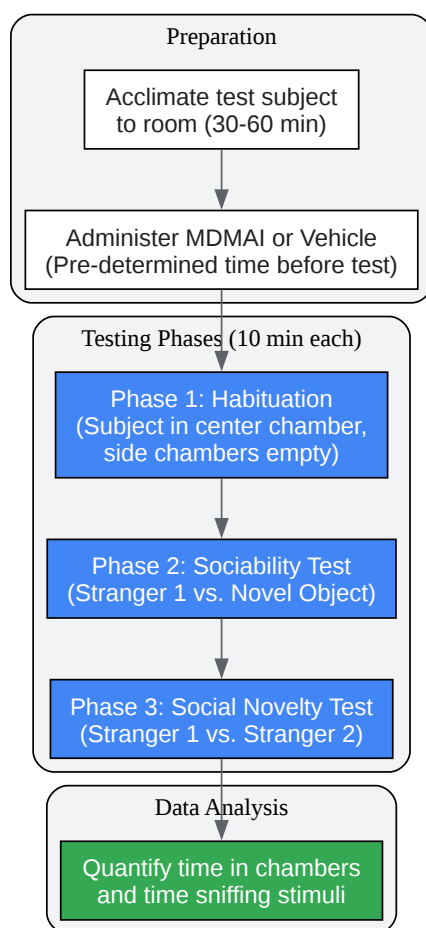 Preparation
Acclimate test subject
to room (30-60 min)
Administer MDMAI or Vehicle
(Pre-determined time before test)
Testing Phases (10 min each)
Phase 1: Habituation
(Subject in center chamber,
side chambers empty)
Phase 2: Sociability Test
(Stranger 1 vs. Novel Object)
Phase 3: Social Novelty Test
(Stranger 1 vs. Stranger 2)
Data Analysis
Quantify time in chambers
and time sniffing stimuli